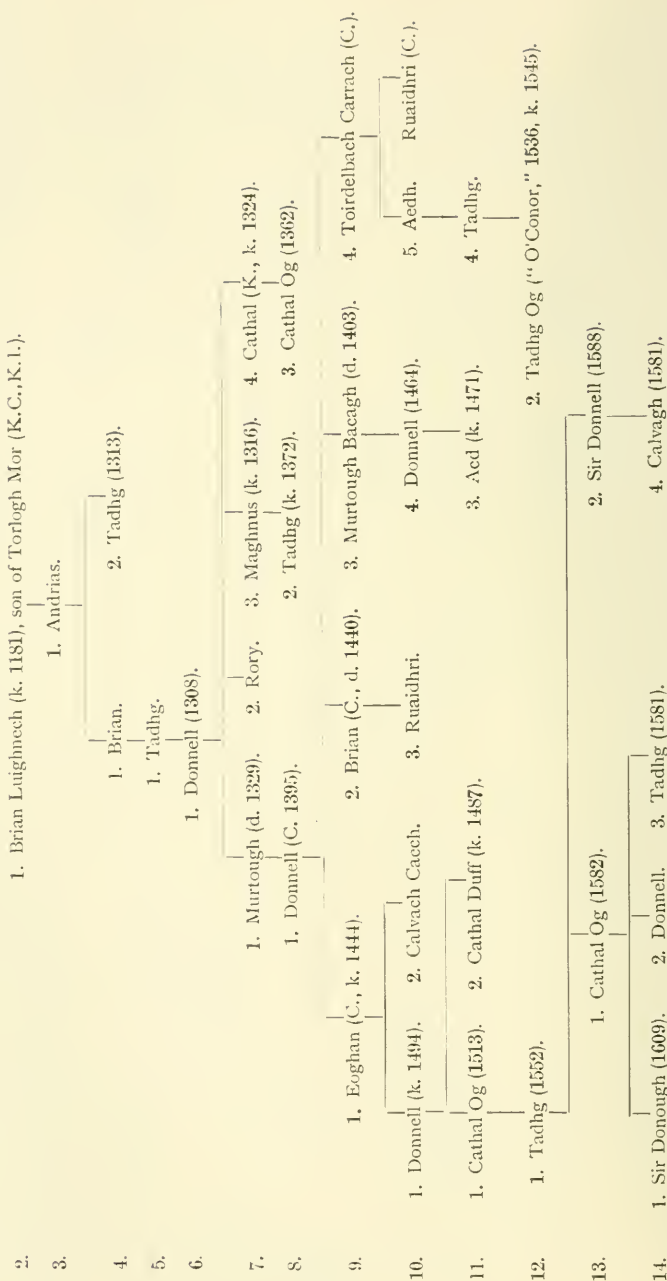 2. 1. Brian Luighnech (k. 1181), son of Torlogh Mor (K.C., K.I.).
3. 1. Andrias.
4. 1. Brian. 2. Tadhg (1313).
5. 1. Tadhg.
6. 1. Donnell (1308).
7. 1. Murtough (d. 1329). 2. Rory. 3. Maghnus (k. 1316). 4. Cathal (K., k. 1324).
8. 1. Donnell (C. 1395). 2. Tadhg (k. 1372). 3. Cathal Og (1362).
9. 1. Eoghan (C., k. 1444). 2. Brian (C., d. 1440). 3. Murtough Bacagh (d. 1403). 4. Toirdelbach Carrach (C.).
10. 1. Donnell (k. 1494). 2. Calvach Caech. 3. Ruaidhri. 4. Donnell (1464). 5. Aedh. Ruaidhri (C.).
11. 1. Cathal Og (1513). 2. Cathal Duff (k. 1487). 3. Aed (k. 1471). 4. Tadhg.
12. 1. Tadhg (1552). 2. Tadhg Og ("O'Conor," 1536, k. 1545).
13. 1. Cathal Og (1582). 2. Sir Donnell (1588).
14. 1. Sir Donough (1609). 2. Donnell. 3. Tadhg (1581). 4. Calvagh (1581).